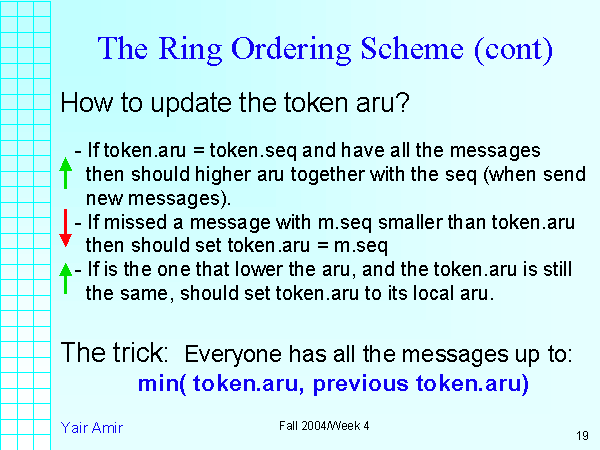 The Ring Ordering Scheme (cont)
How to update the token aru?
- If token.aru = token.seq and have all the messages
then should higher aru together with the seq (when send
new messages).
- If missed a message with m.seq smaller than token.aru
then should set token.aru = m.seq
- If is the one that lower the aru, and the token.aru is still
the same, should set token.aru to its local aru.
The trick: Everyone has all the messages up to:
min( token.aru, previous token.aru)
Yair Amir
Fall 2004/Week 4
19